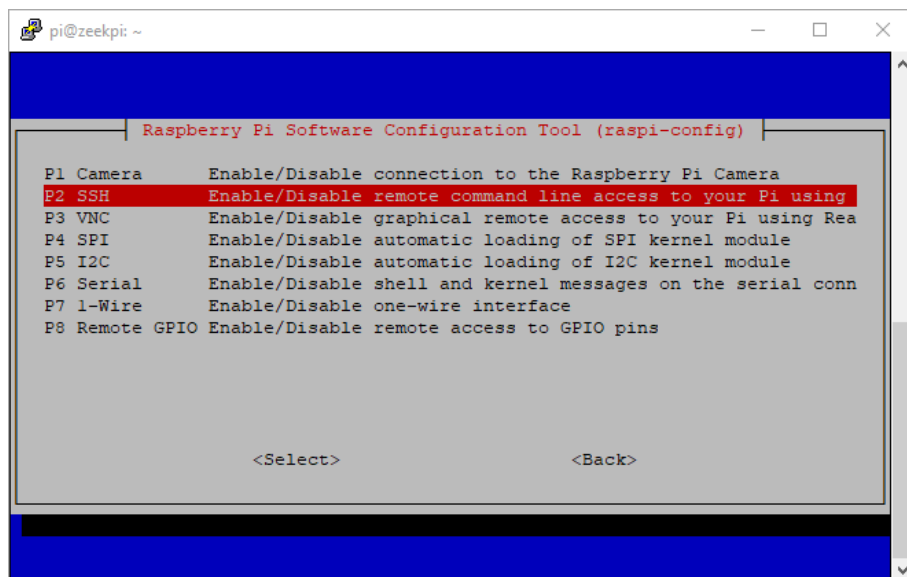 pi@zeekpi: ~
Raspberry Pi Software Configuration Tool (raspi-config)
P1 Camera Enable/Disable connection to the Raspberry Pi Camera
P2 SSH Enable/Disable remote command line access to your Pi using
P3 VNC Enable/Disable graphical remote access to your Pi using Rea
P4 SPI Enable/Disable automatic loading of SPI kernel module
P5 I2C Enable/Disable automatic loading of I2C kernel module
P6 Serial Enable/Disable shell and kernel messages on the serial conn
P7 1-Wire Enable/Disable one-wire interface
P8 Remote GPIO Enable/Disable remote access to GPIO pins
<Select> <Back>